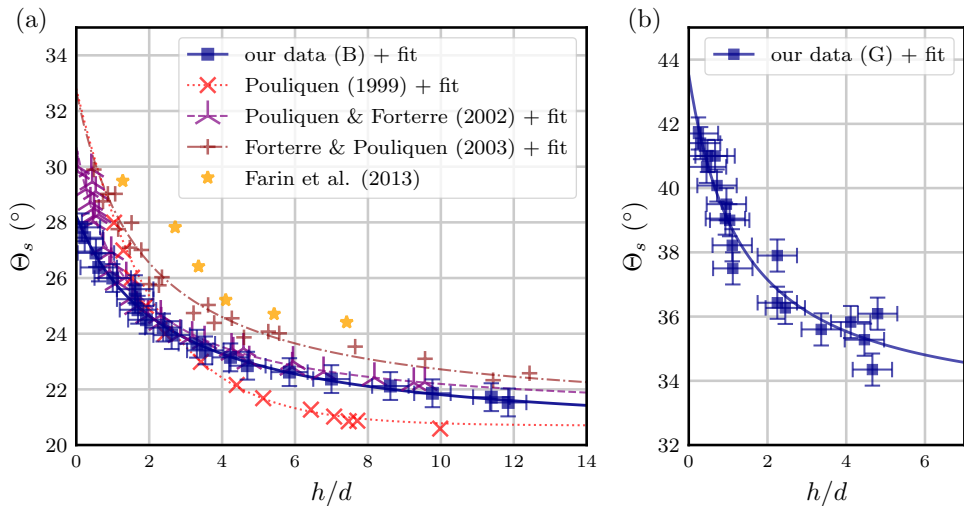 (a)
(b)
our data (B) + fit
Pouliquen (1999) + fit
Pouliquen & Forterre (2002) + fit
Forterre & Pouliquen (2003) + fit
Farin et al. (2013)
Θ_s (°)
34
32
30
28
26
24
22
20
0 2 4 6 8 10 12 14
h/d
our data (G) + fit
Θ_s (°)
44
42
40
38
36
34
32
0 2 4 6
h/d